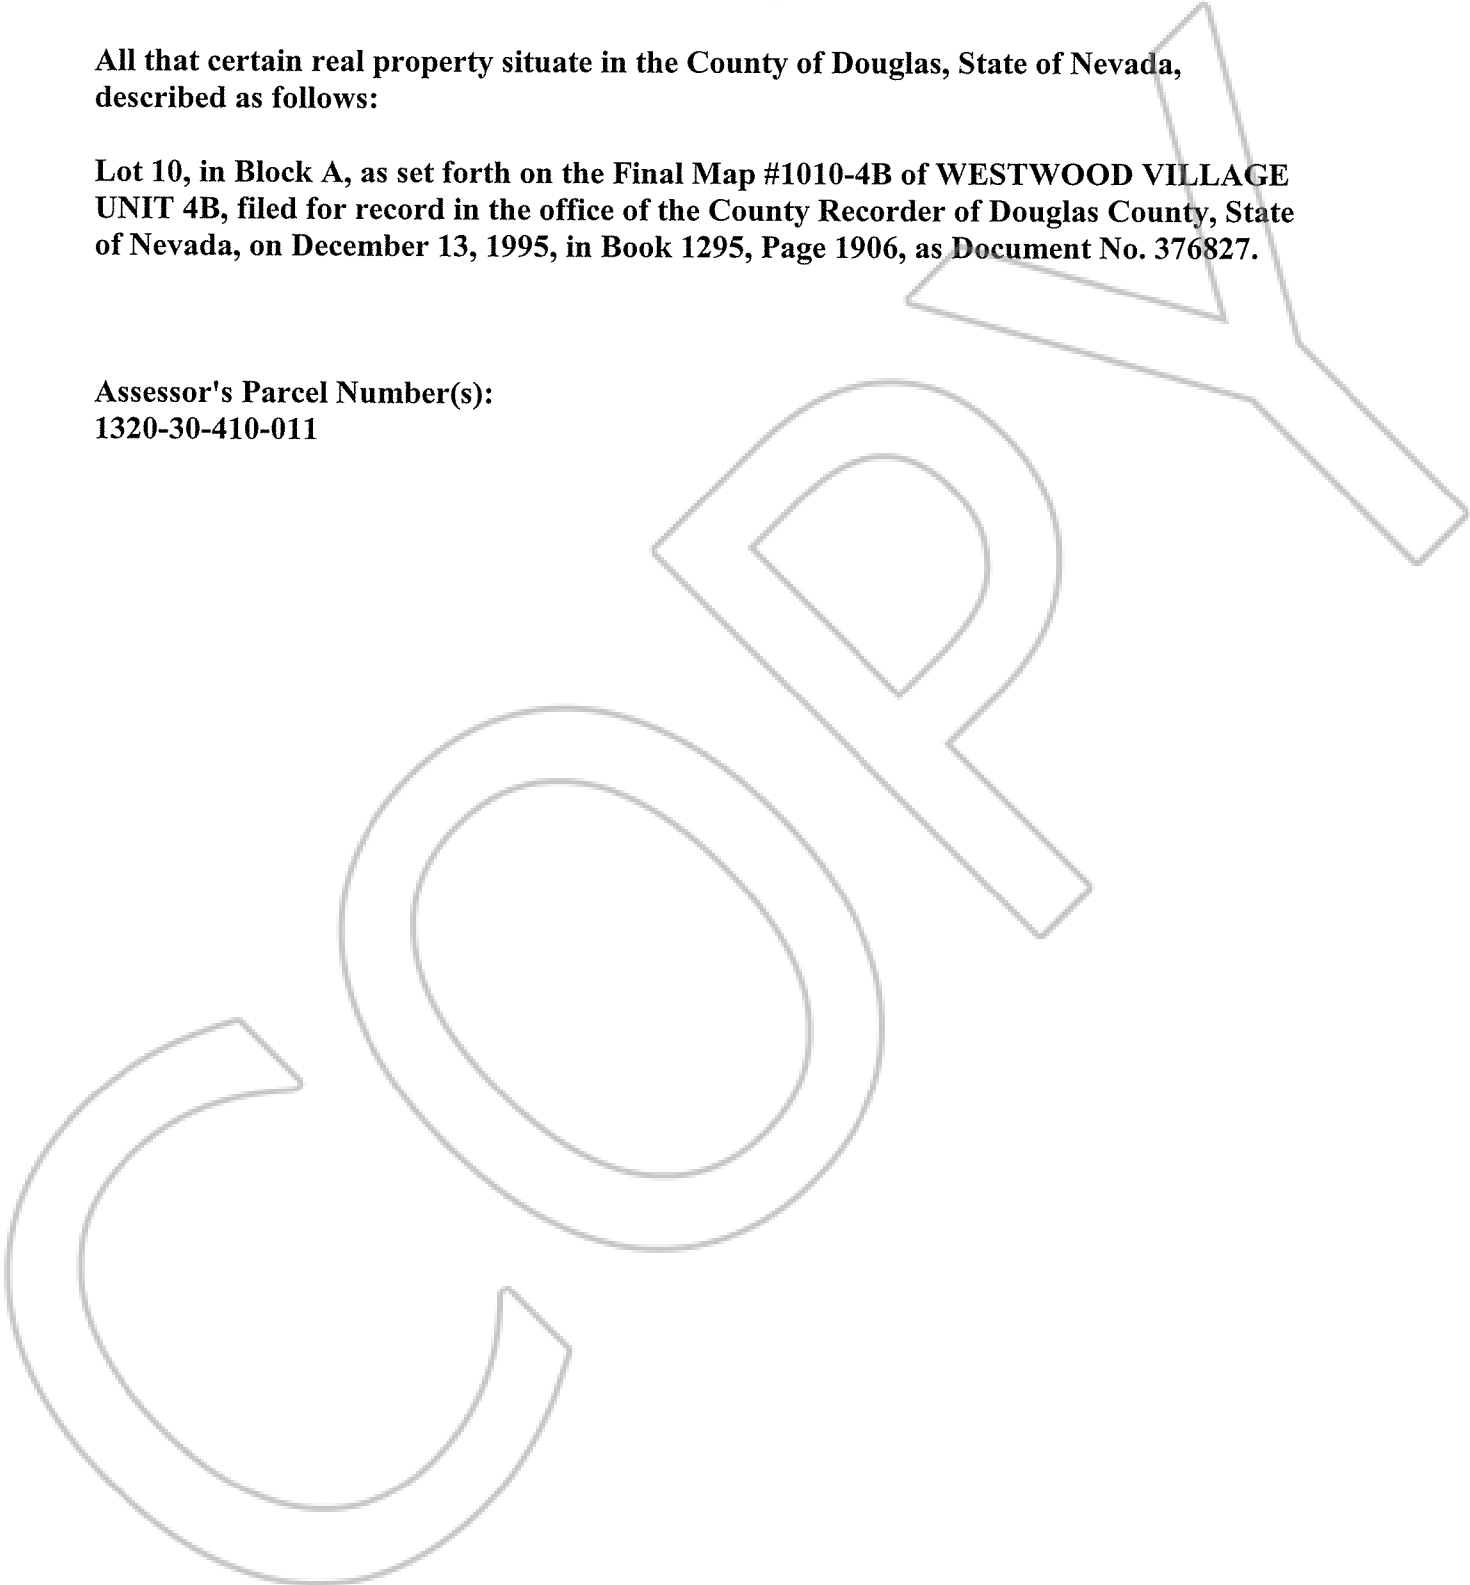 All that certain real property situate in the County of Douglas, State of Nevada,
described as follows:
Lot 10, in Block A, as set forth on the Final Map #1010-4B of WESTWOOD VILLAGE
UNIT 4B, filed for record in the office of the County Recorder of Douglas County, State
of Nevada, on December 13, 1995, in Book 1295, Page 1906, as Document No. 376827.
Assessor's Parcel Number(s):
1320-30-410-011
COPY